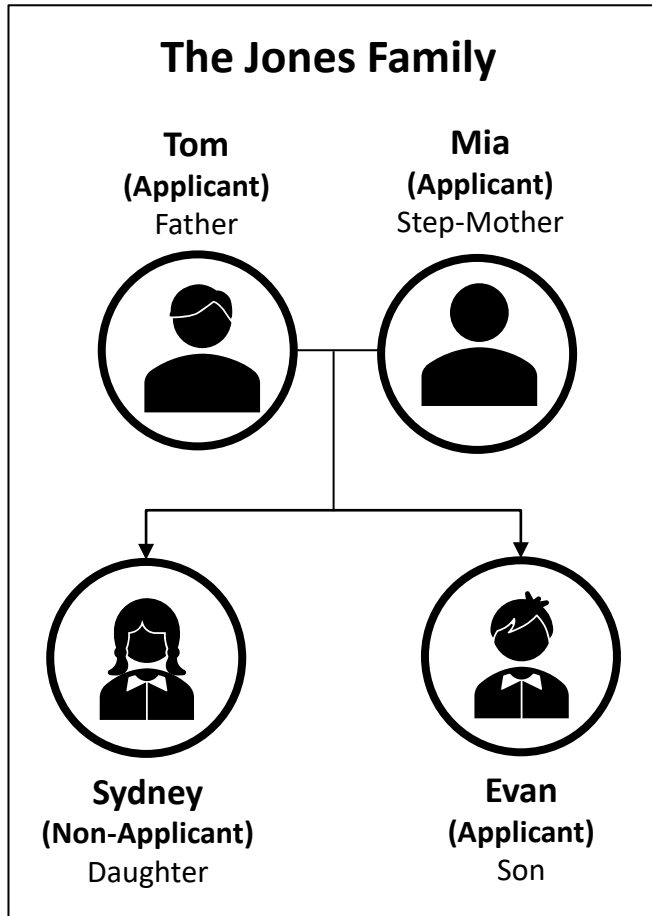 The Jones Family
Tom
(Applicant)
Father
Mia
(Applicant)
Step-Mother
Sydney
(Non-Applicant)
Daughter
Evan
(Applicant)
Son